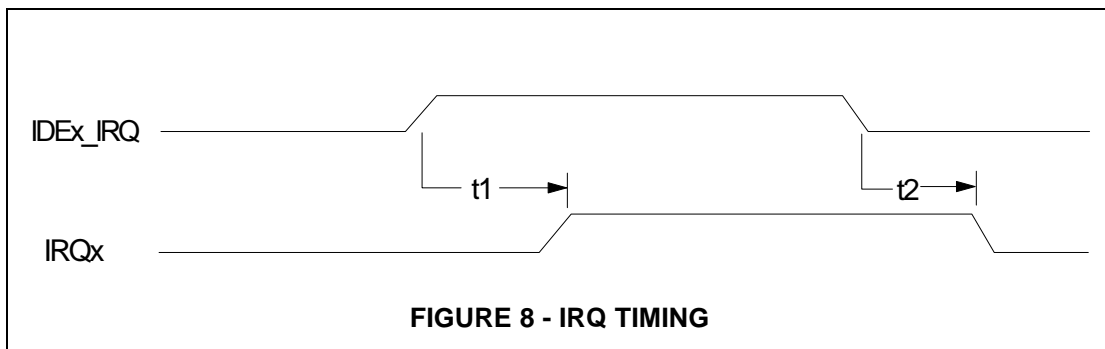 IDEx_IRQ
t1
t2
IRQx
FIGURE 8 - IRQ TIMING